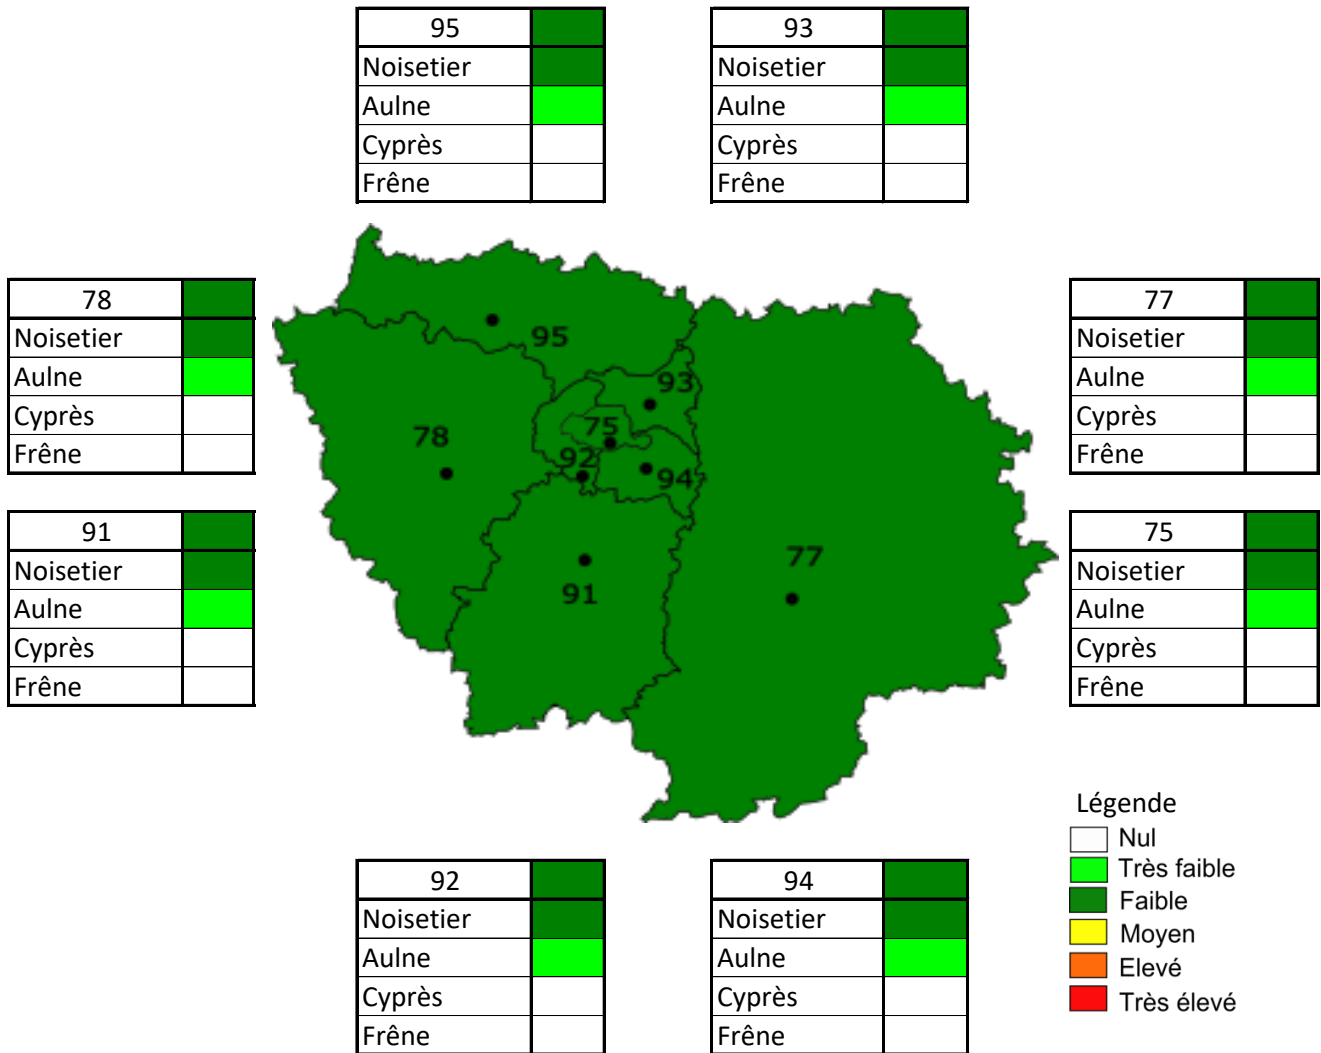 95
Noisetier
Aulne
Cyprès
Frêne
93
Noisetier
Aulne
Cyprès
Frêne
78
Noisetier
Aulne
Cyprès
Frêne
77
Noisetier
Aulne
Cyprès
Frêne
95
93
75
78
92
94
77
91
91
Noisetier
Aulne
Cyprès
Frêne
75
Noisetier
Aulne
Cyprès
Frêne
Légende
Nul
Très faible
Faible
Moyen
Elevé
Très élevé
92
Noisetier
Aulne
Cyprès
Frêne
94
Noisetier
Aulne
Cyprès
Frêne